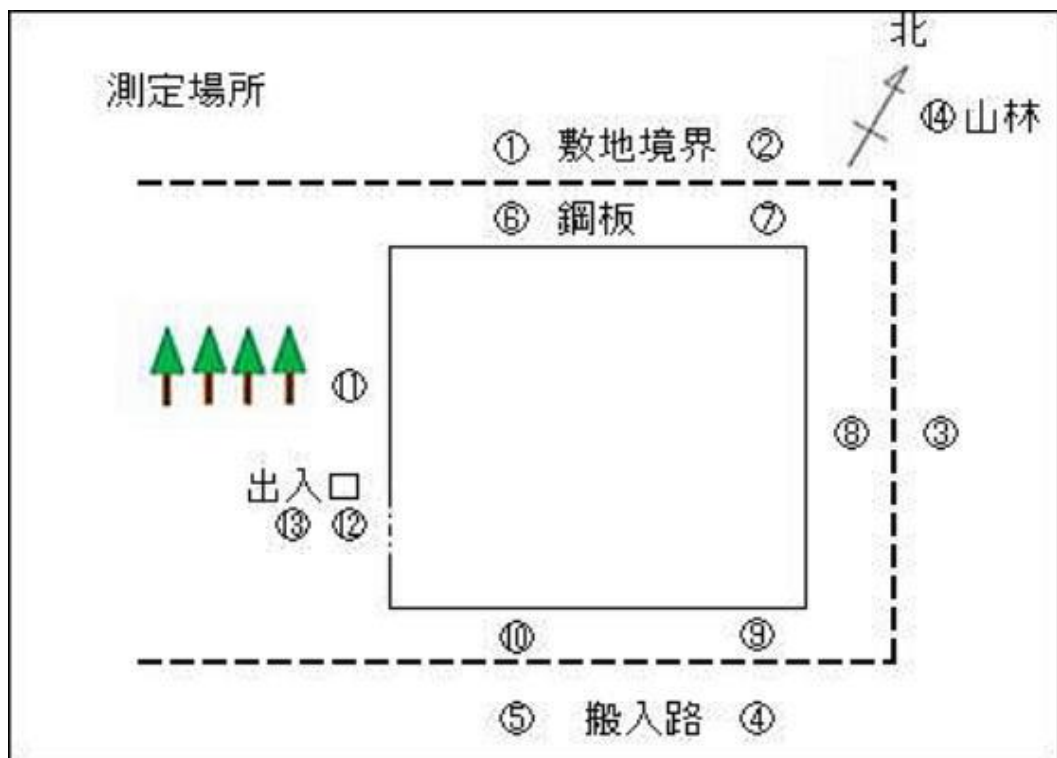 北
測定場所
⑭山林
① 敷地境界 ②
⑥ 鋼板 ⑦
⑪
⑧ ③
出入口
⑬ ⑫
⑩ ⑨
⑤ 搬入路 ④